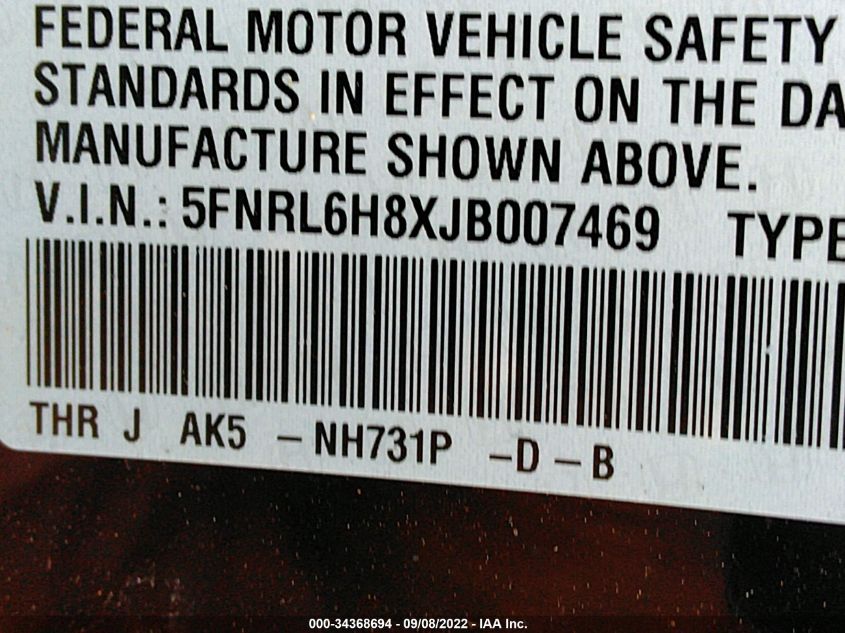 FEDERAL MOTOR VEHICLE SAFETY
STANDARDS IN EFFECT ON THE DA
MANUFACTURE SHOWN ABOVE.
V.I.N.: 5FNRL6H8XJB007469 TYPE
THR J AK5 – NH731P – D – B
000-34368694 - 09/08/2022 - IAA Inc.